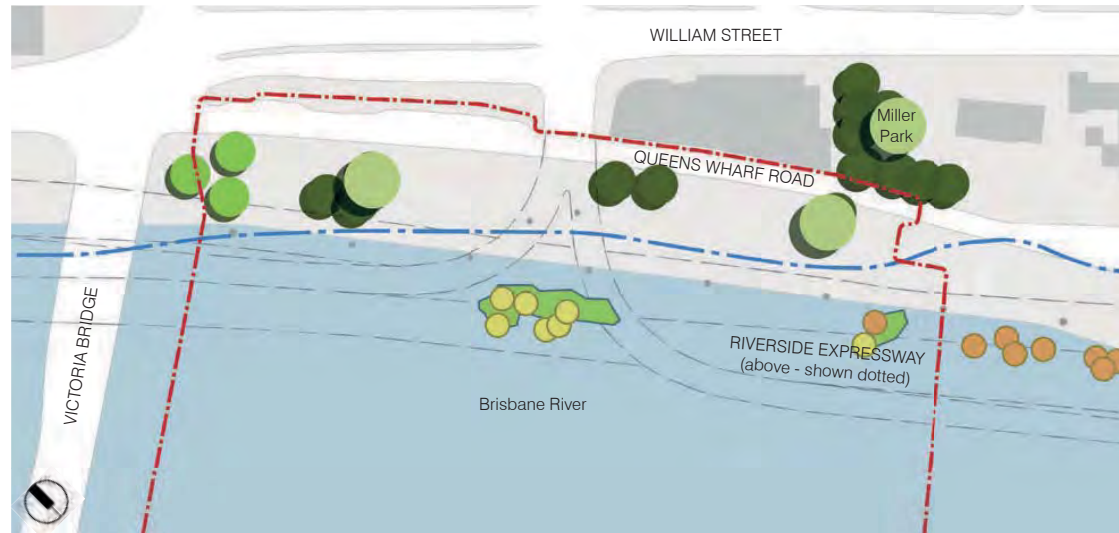 WILLIAM STREET
Miller
Park
QUEENS WHARF ROAD
VICTORIA BRIDGE
RIVERSIDE EXPRESSWAY
(above - shown dotted)
Brisbane River